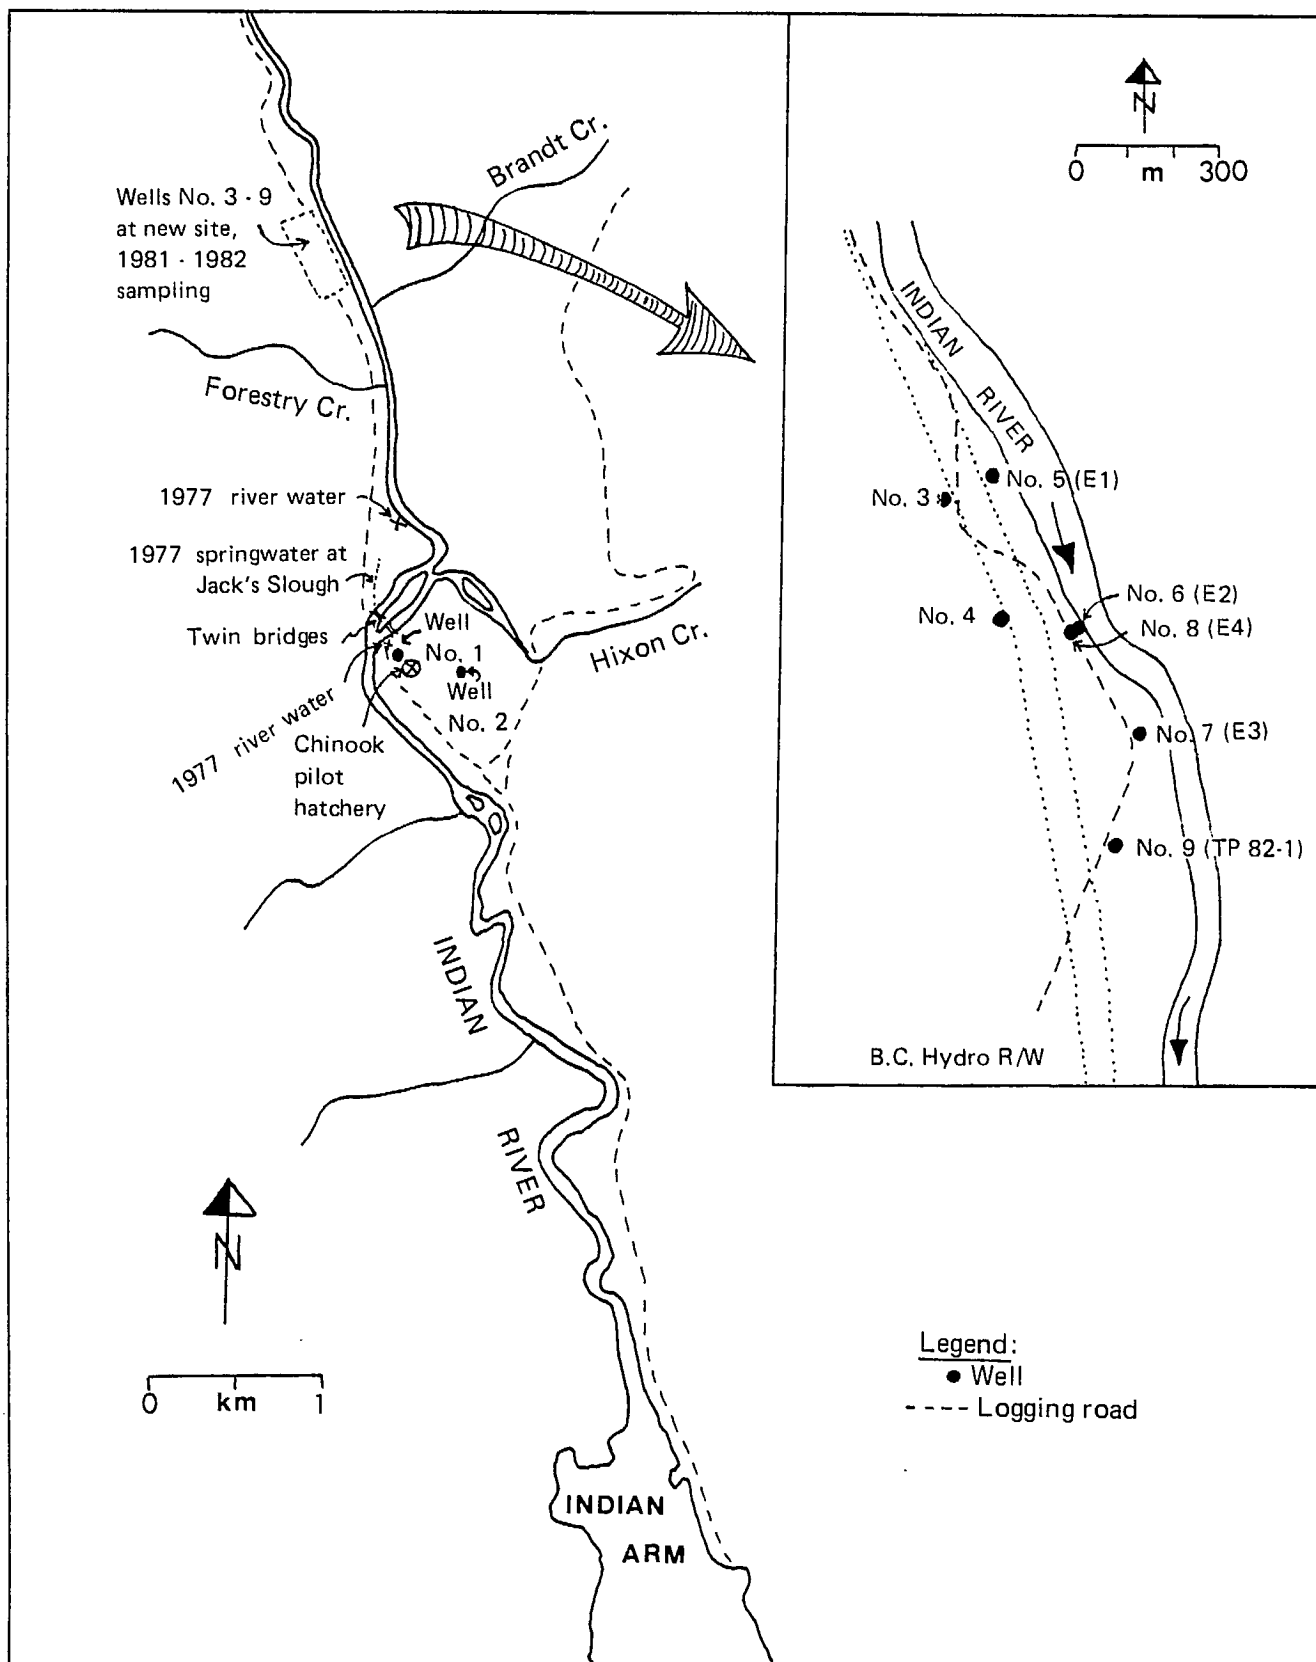 Brandt Cr.
Wells No. 3 - 9
at new site,
1981 - 1982
sampling
Forestry Cr.
1977 river water
1977 springwater at
Jack's Slough
Twin bridges
Well
No. 1
Well
No. 2
Hixon Cr.
1977 river water
Chinook
pilot
hatchery
INDIAN
RIVER
N
0 km 1
INDIAN
ARM
N
0 m 300
INDIAN
RIVER
No. 3
No. 5 (E1)
No. 4
No. 6 (E2)
No. 8 (E4)
No. 7 (E3)
No. 9 (TP 82-1)
B.C. Hydro R/W
Legend:
Well
Logging road